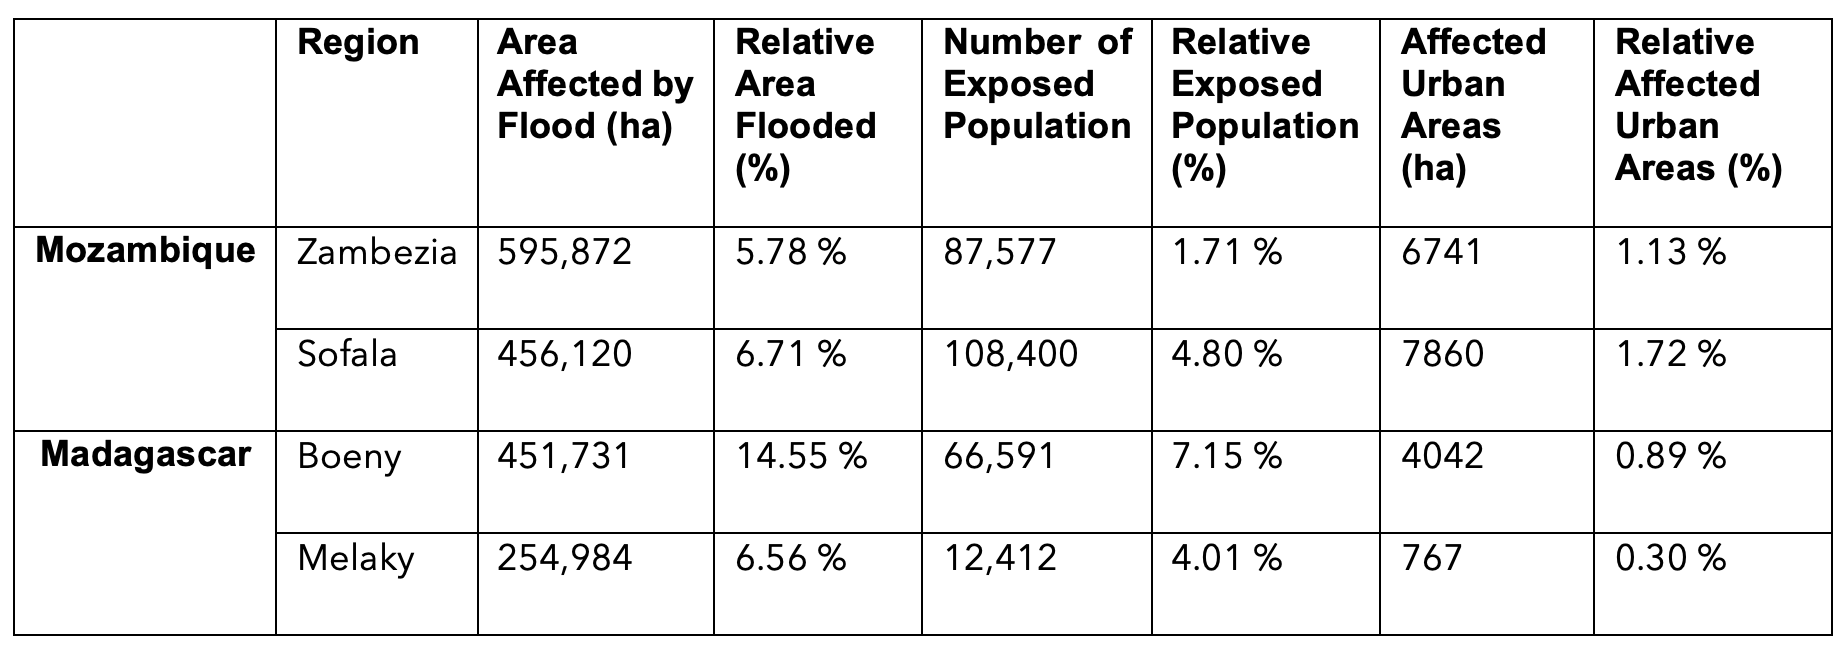 Region
Area
Affected by
Flood (ha)
Relative
Area
Flooded
(%)
Number of
Exposed
Population
Relative
Exposed
Population
(%)
Affected
Urban
Areas
(ha)
Relative
Affected
Urban
Areas (%)
Mozambique
Zambezia
595,872
5.78 %
87,577
1.71 %
6741
1.13 %
Sofala
456,120
6.71 %
108,400
4.80 %
7860
1.72 %
Madagascar
Boeny
451,731
14.55 %
66,591
7.15 %
4042
0.89 %
Melaky
254,984
6.56 %
12,412
4.01 %
767
0.30 %